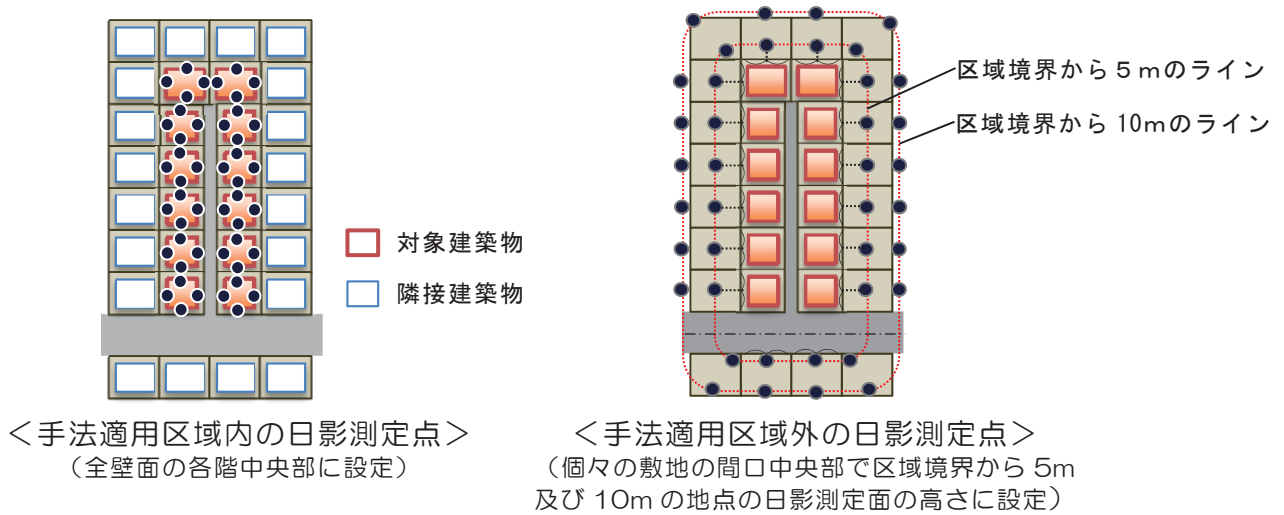 区域境界から5mのライン
区域境界から10mのライン
対象建築物
隣接建築物
＜手法適用区域内の日影測定点＞
（全壁面の各階中央部に設定）
＜手法適用区域外の日影測定点＞
（個々の敷地の間口中央部で区域境界から5m
及び10mの地点の日影測定面の高さに設定）